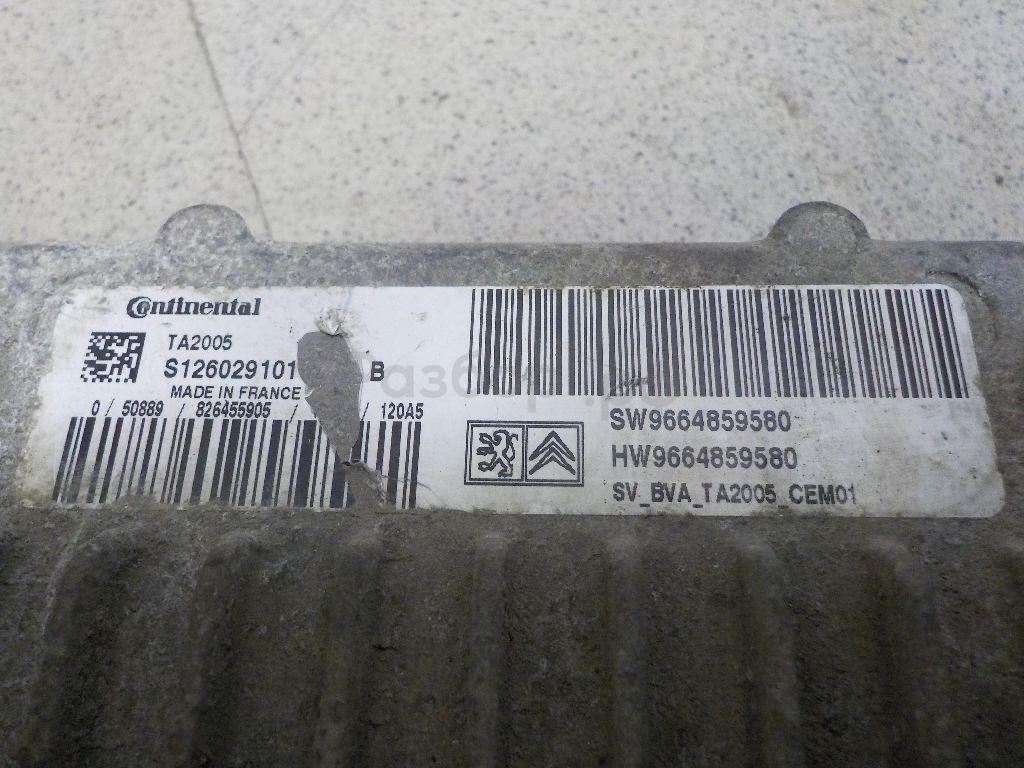 Continental
TA2005
S126029101 B
MADE IN FRANCE
0 / 50889 / 826455905 / / 120A5
SW9664859580
HW9664859580
SV_BVA_TA2005_CEM01